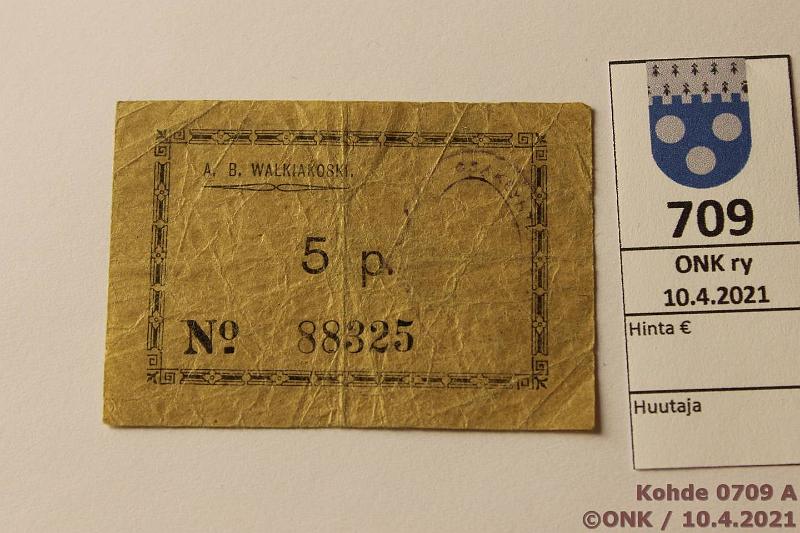 A. B. WALKIAKOSKI.
5 p.
Nº 88325
709
ONK ry
10.4.2021
Hinta €
Huutaja
Kohde 0709 A
©ONK / 10.4.2021